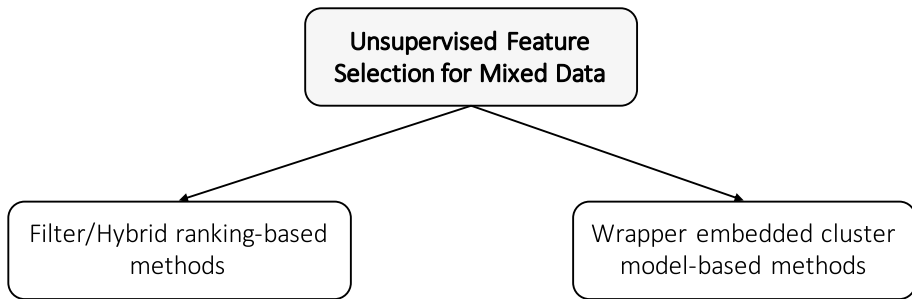 Unsupervised Feature
Selection for Mixed Data
Filter/Hybrid ranking-based
methods
Wrapper embedded cluster
model-based methods